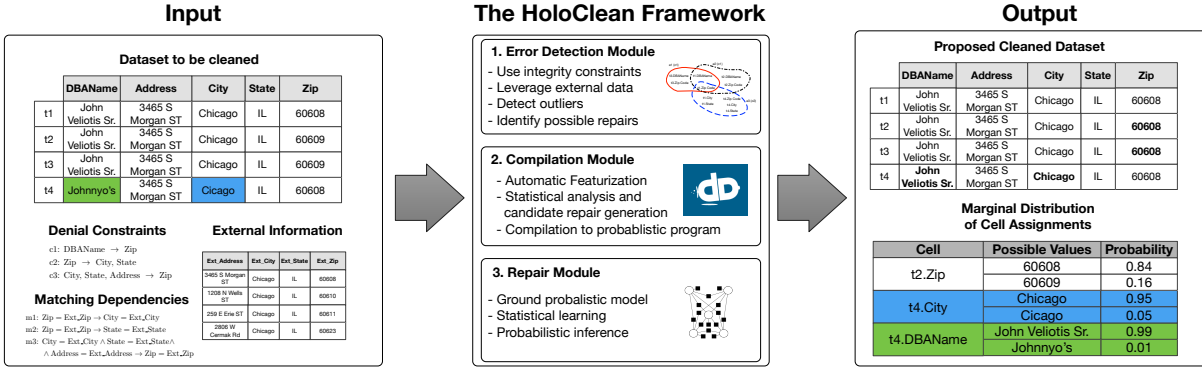 Input
Dataset to be cleaned
DBAName Address City State Zip
t1 John Veliotis Sr. 3465 S Morgan ST Chicago IL 60608
t2 John Veliotis Sr. 3465 S Morgan ST Chicago IL 60609
t3 John Veliotis Sr. 3465 S Morgan ST Chicago IL 60609
t4 Johnnyo's 3465 S Morgan ST Cicago IL 60608
Denial Constraints
c1: DBAName → Zip
c2: Zip → City, State
c3: City, State, Address → Zip
Matching Dependencies
m1: Zip = Ext_Zip → City = Ext_City
m2: Zip = Ext_Zip → State = Ext_State
m3: City = Ext_City ∧ State = Ext_State∧
∧ Address = Ext_Address → Zip = Ext_Zip
External Information
Ext_Address Ext_City Ext_State Ext_Zip
3465 S Morgan ST Chicago IL 60608
1208 N Wells ST Chicago IL 60610
259 E Erie ST Chicago IL 60611
2806 W Cermak Rd Chicago IL 60623
The HoloClean Framework
1. Error Detection Module
- Use integrity constraints
- Leverage external data
- Detect outliers
- Identify possible repairs
2. Compilation Module
- Automatic Featurization
- Statistical analysis and
candidate repair generation
- Compilation to probablistic program
dD
3. Repair Module
- Ground probalistic model
- Statistical learning
- Probabilistic inference
Output
Proposed Cleaned Dataset
DBAName Address City State Zip
t1 John Veliotis Sr. 3465 S Morgan ST Chicago IL 60608
t2 John Veliotis Sr. 3465 S Morgan ST Chicago IL 60608
t3 John Veliotis Sr. 3465 S Morgan ST Chicago IL 60608
t4 John Veliotis Sr. 3465 S Morgan ST Chicago IL 60608
Marginal Distribution
of Cell Assignments
Cell Possible Values Probability
t2.Zip 60608 0.84
60609 0.16
t4.City Chicago 0.95
Cicago 0.05
t4.DBAName John Veliotis Sr. 0.99
Johnnyo's 0.01